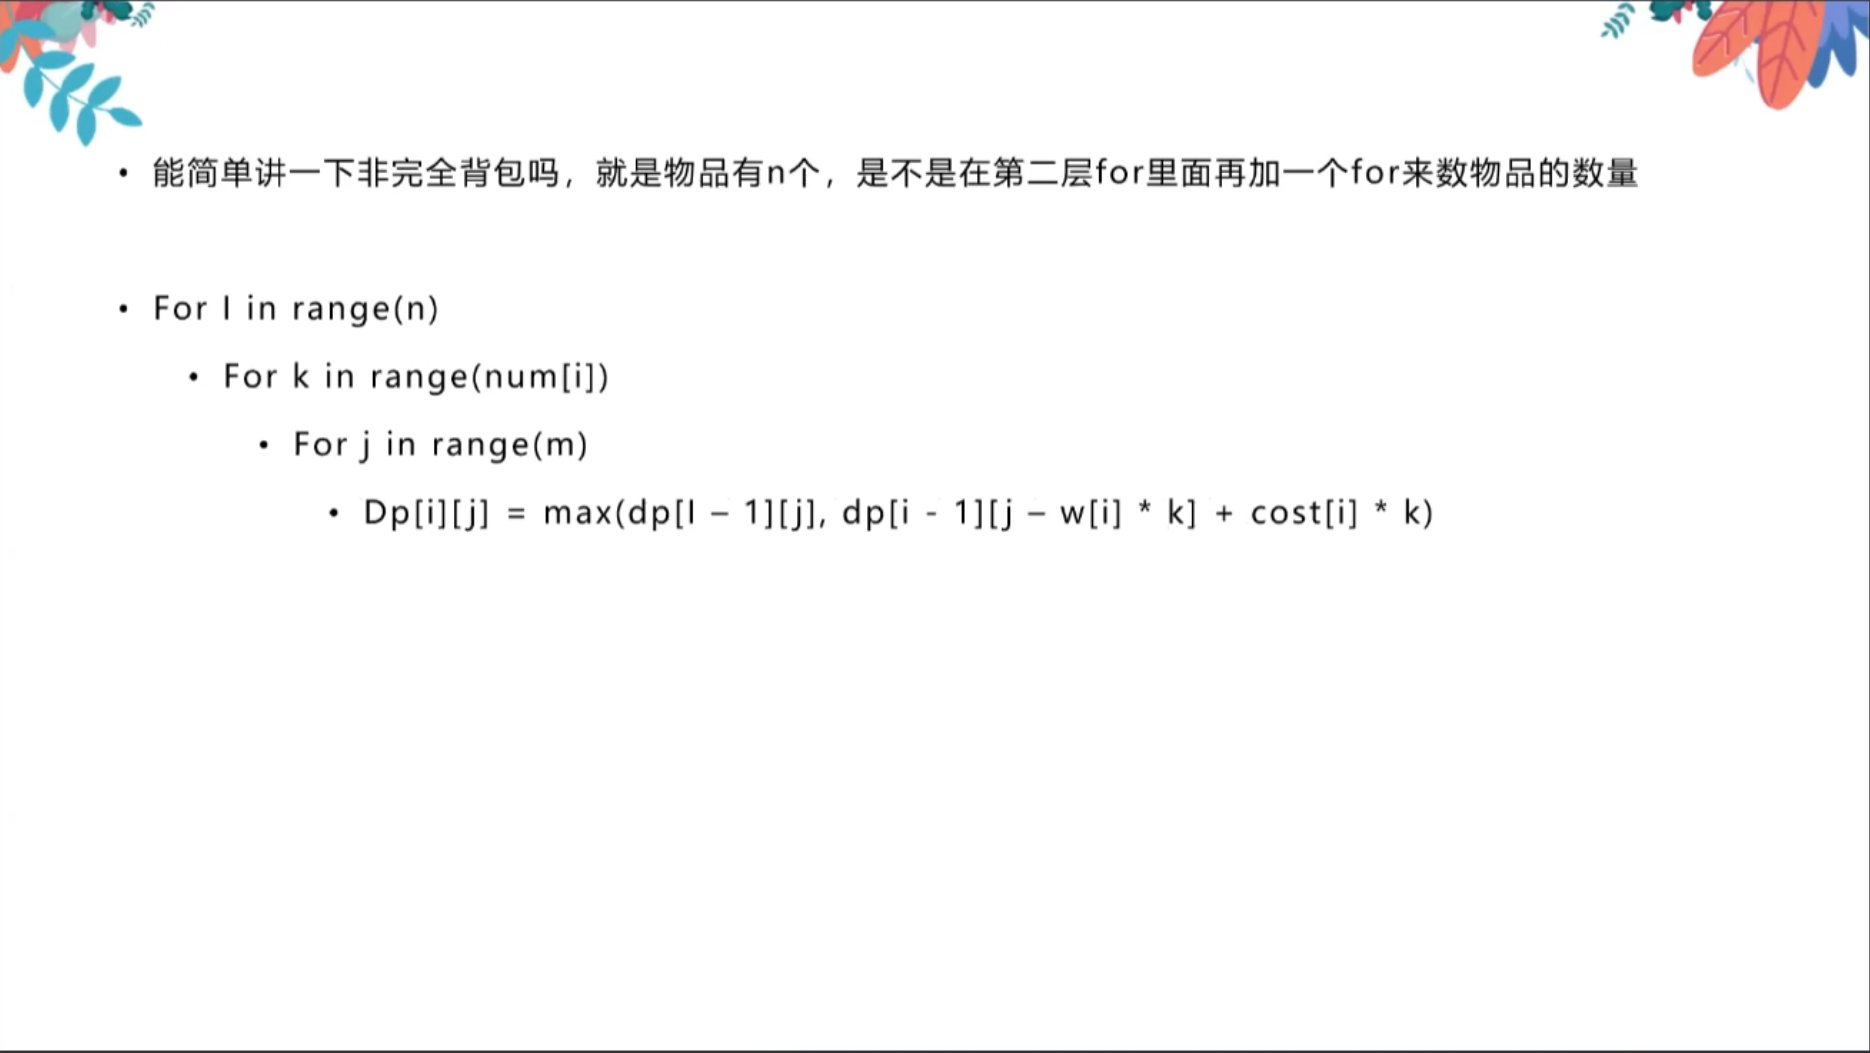 能简单讲一下非完全背包吗，就是物品有n个，是不是在第二层for里面再加一个for来数物品的数量
For I in range(n)
For k in range(num[i])
For j in range(m)
Dp[i][j] = max(dp[I – 1][j], dp[i - 1][j – w[i] * k] + cost[i] * k)